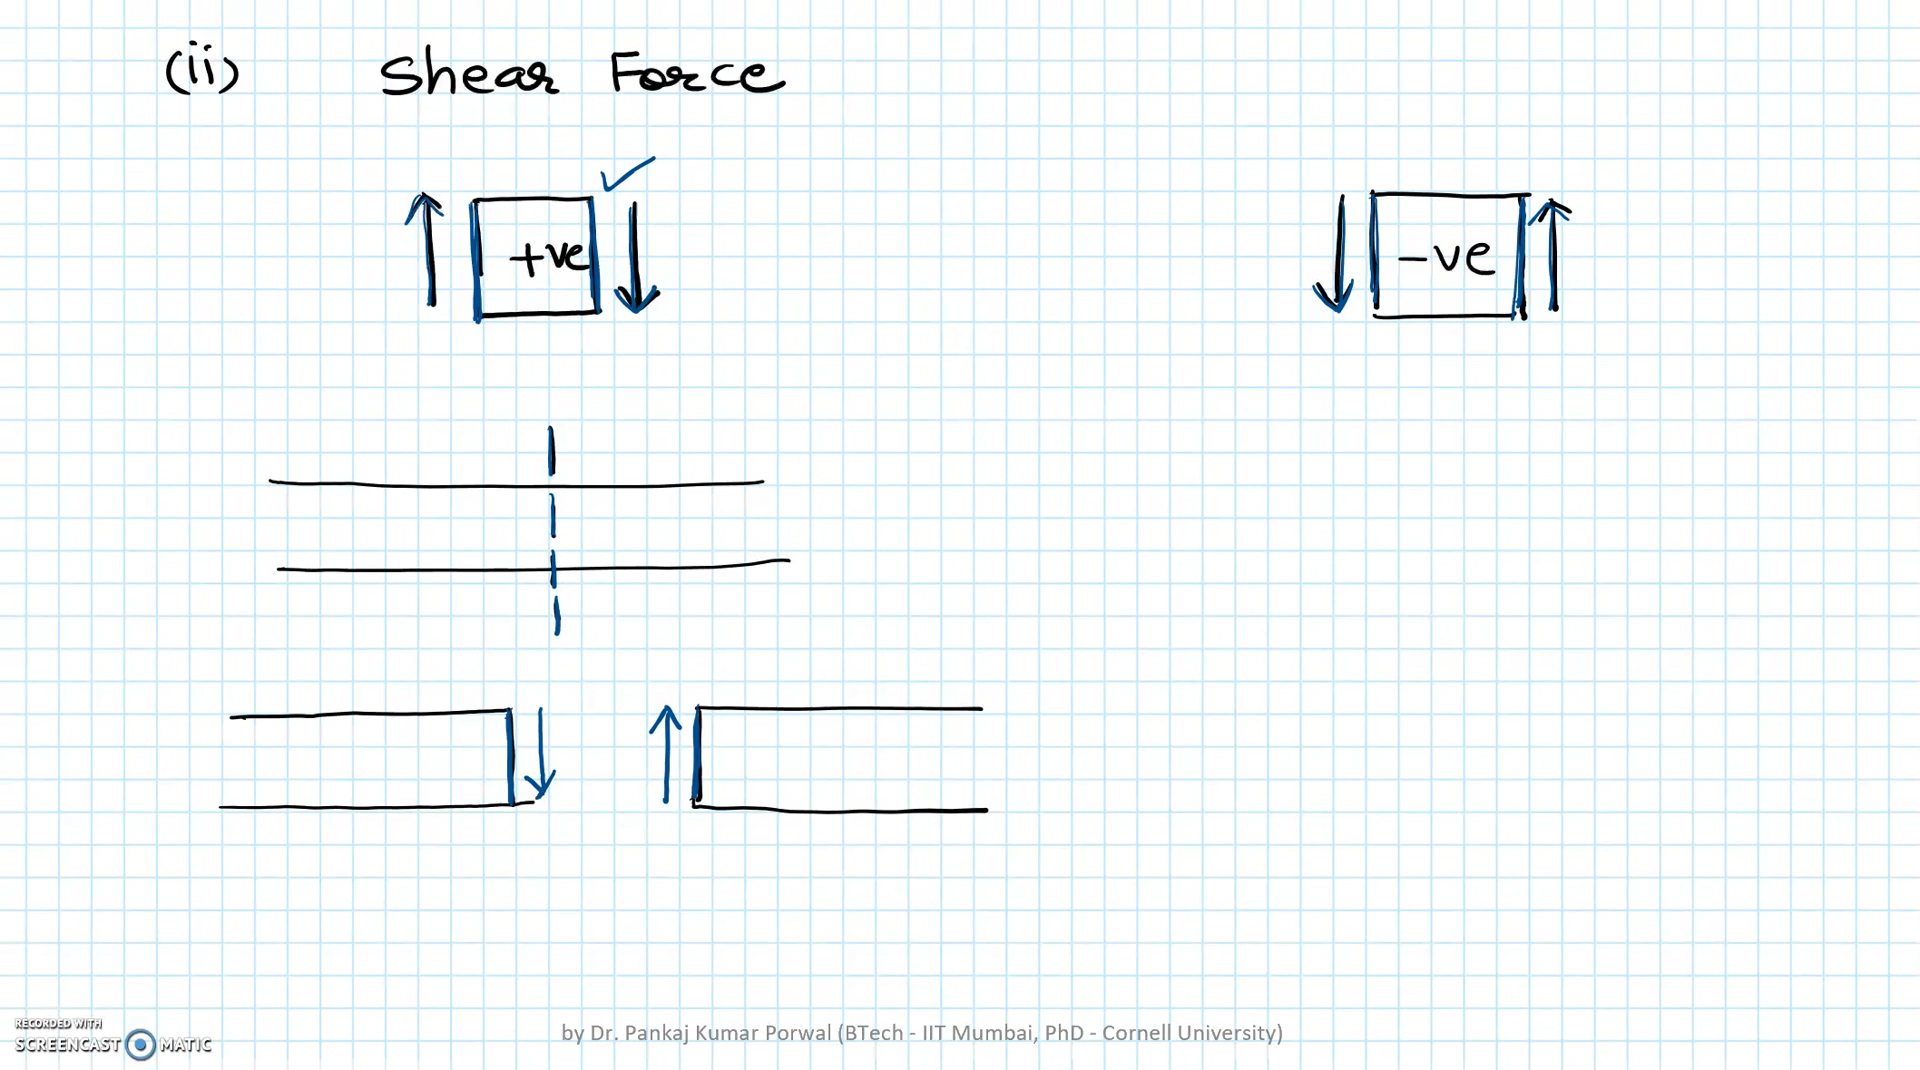 (ii) Shear Force
+ve
-ve
RECORDED WITH
SCREENCAST MATIC
by Dr. Pankaj Kumar Porwal (BTech - IIT Mumbai, PhD - Cornell University)